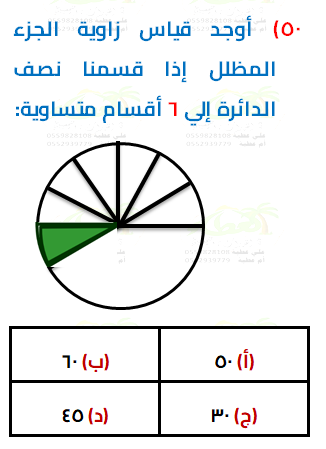 ٥٠) أوجد قياس زاوية الجزء
المظلل إذا قسمنا نصف
الدائرة إلي ٦ أقسام متساوية:
(أ) ٥٠
(ب) ٦٠
(ج) ٣٠
(د) ٤٥